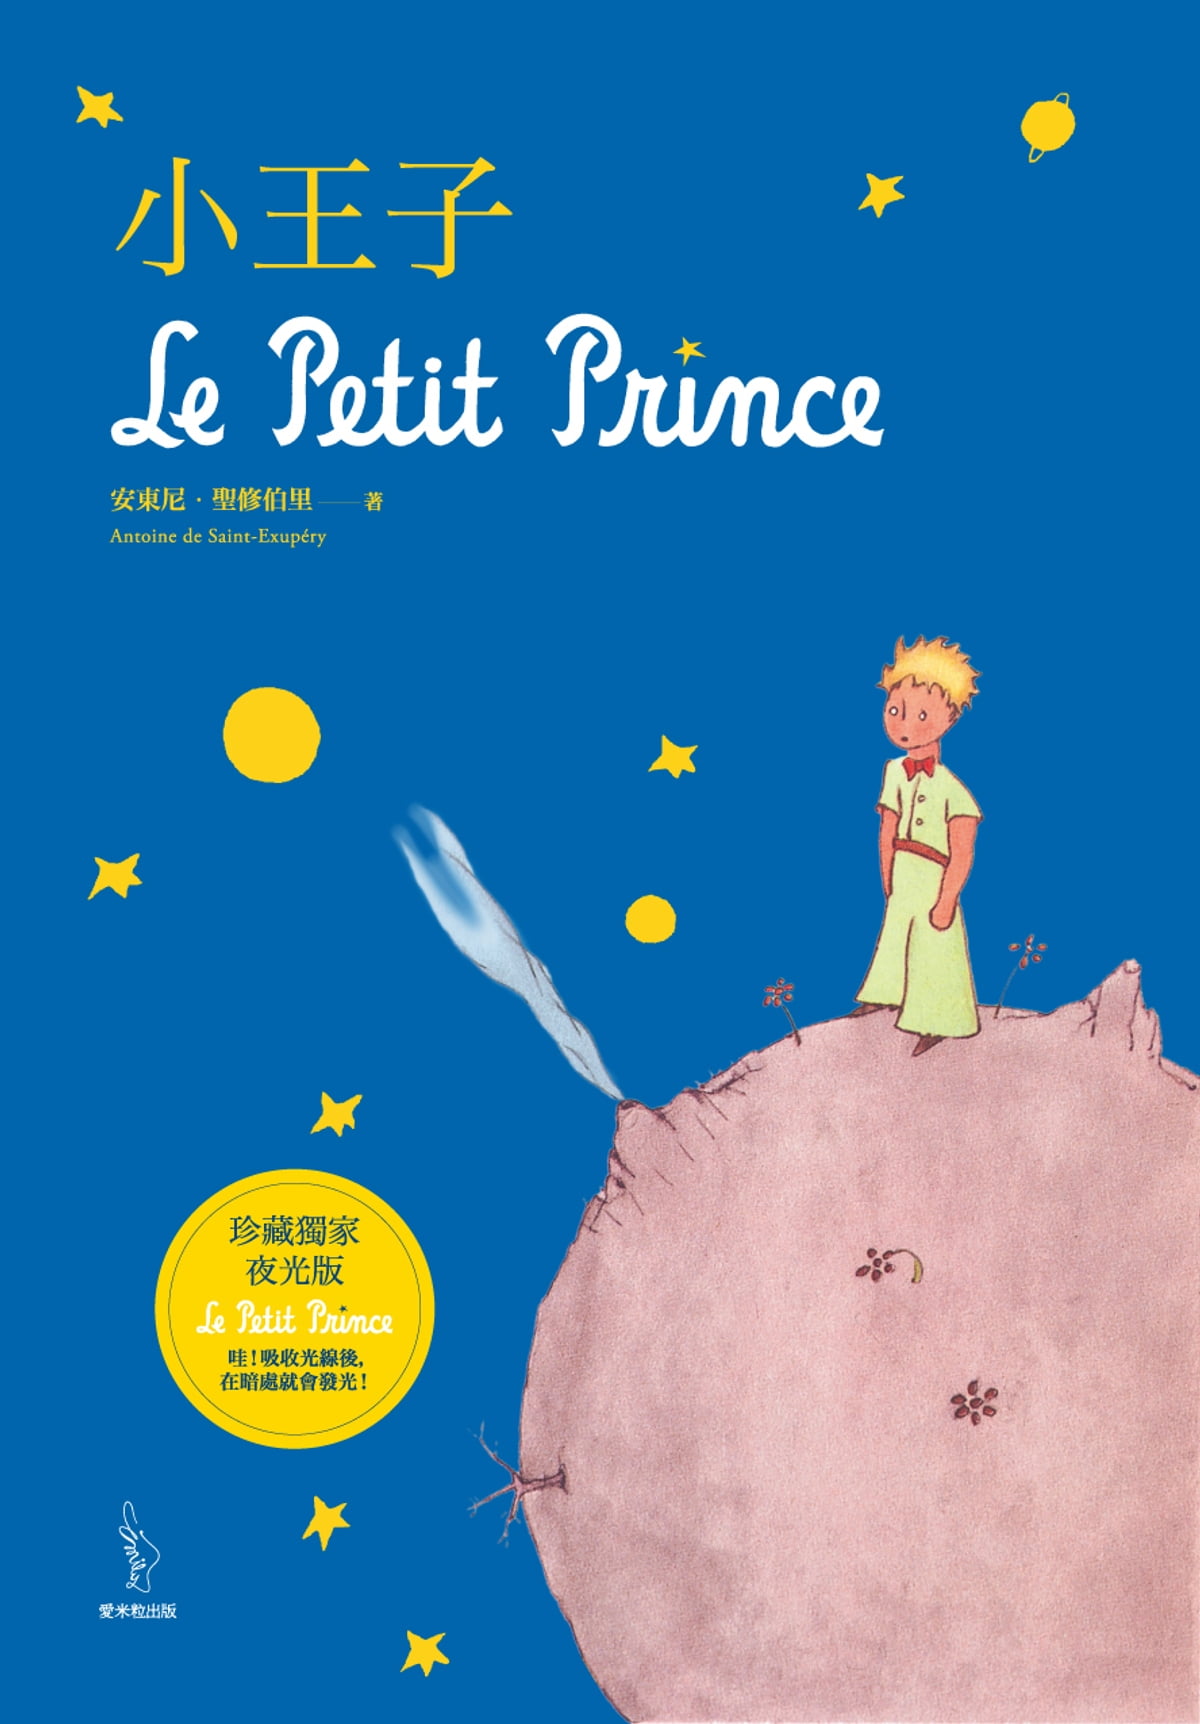 小王子
Le Petit Prince
安東尼·聖修伯里——著
Antoine de Saint-Exupéry
珍藏獨家
夜光版
Le Petit Prince
哇!吸收光線後,
在暗處就會發光!
Emily
愛米粒出版